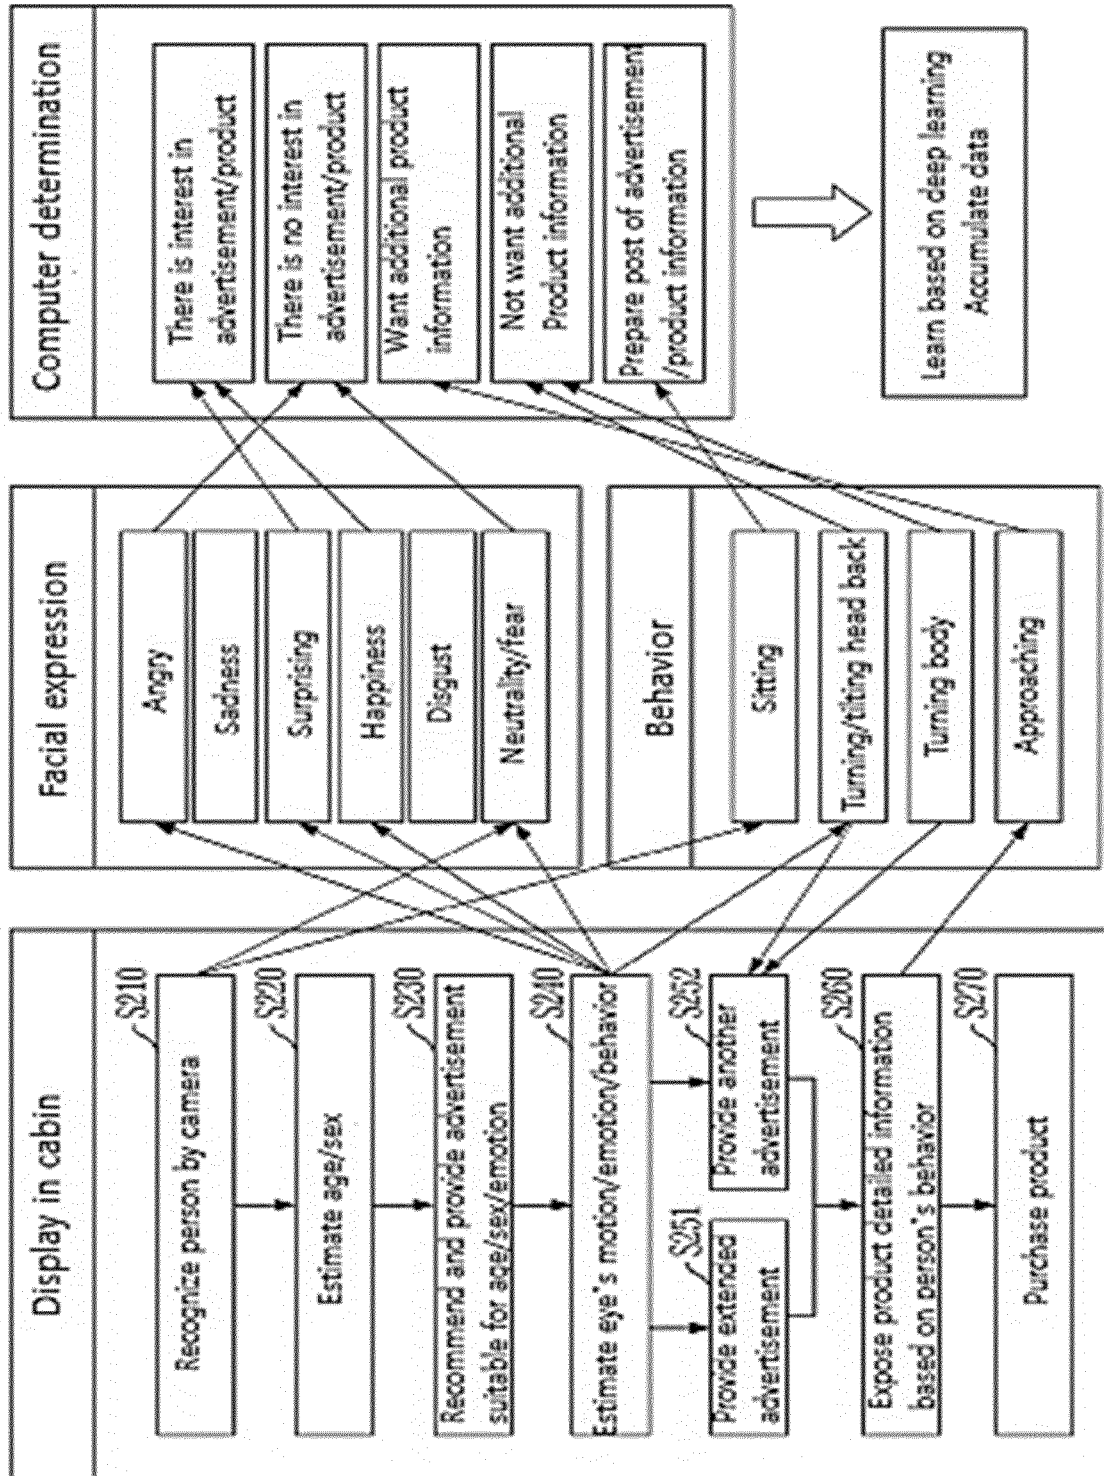 Display in cabin
S210
Recognize person by camera
S220
Estimate age/sex
S230
Recommend and provide advertisement
suitable for age/sex/emotion
S240
Estimate eye's motion/emotion/behavior
S251
Provide extended
advertisement
S252
Provide another
advertisement
S260
Expose product detailed information
based on person's behavior
S270
Purchase product
Facial expression
Angry
Sadness
Surprising
Happiness
Disgust
Neutrality/fear
Behavior
Sitting
Turning/tilting head back
Turning body
Approaching
Computer determination
There is interest in
advertisement/product
There is no interest in
advertisement/product
Want additional product
information
Not want additional
Product information
Prepare post of advertisement
/product information
Learn based on deep learning
Accumulate data